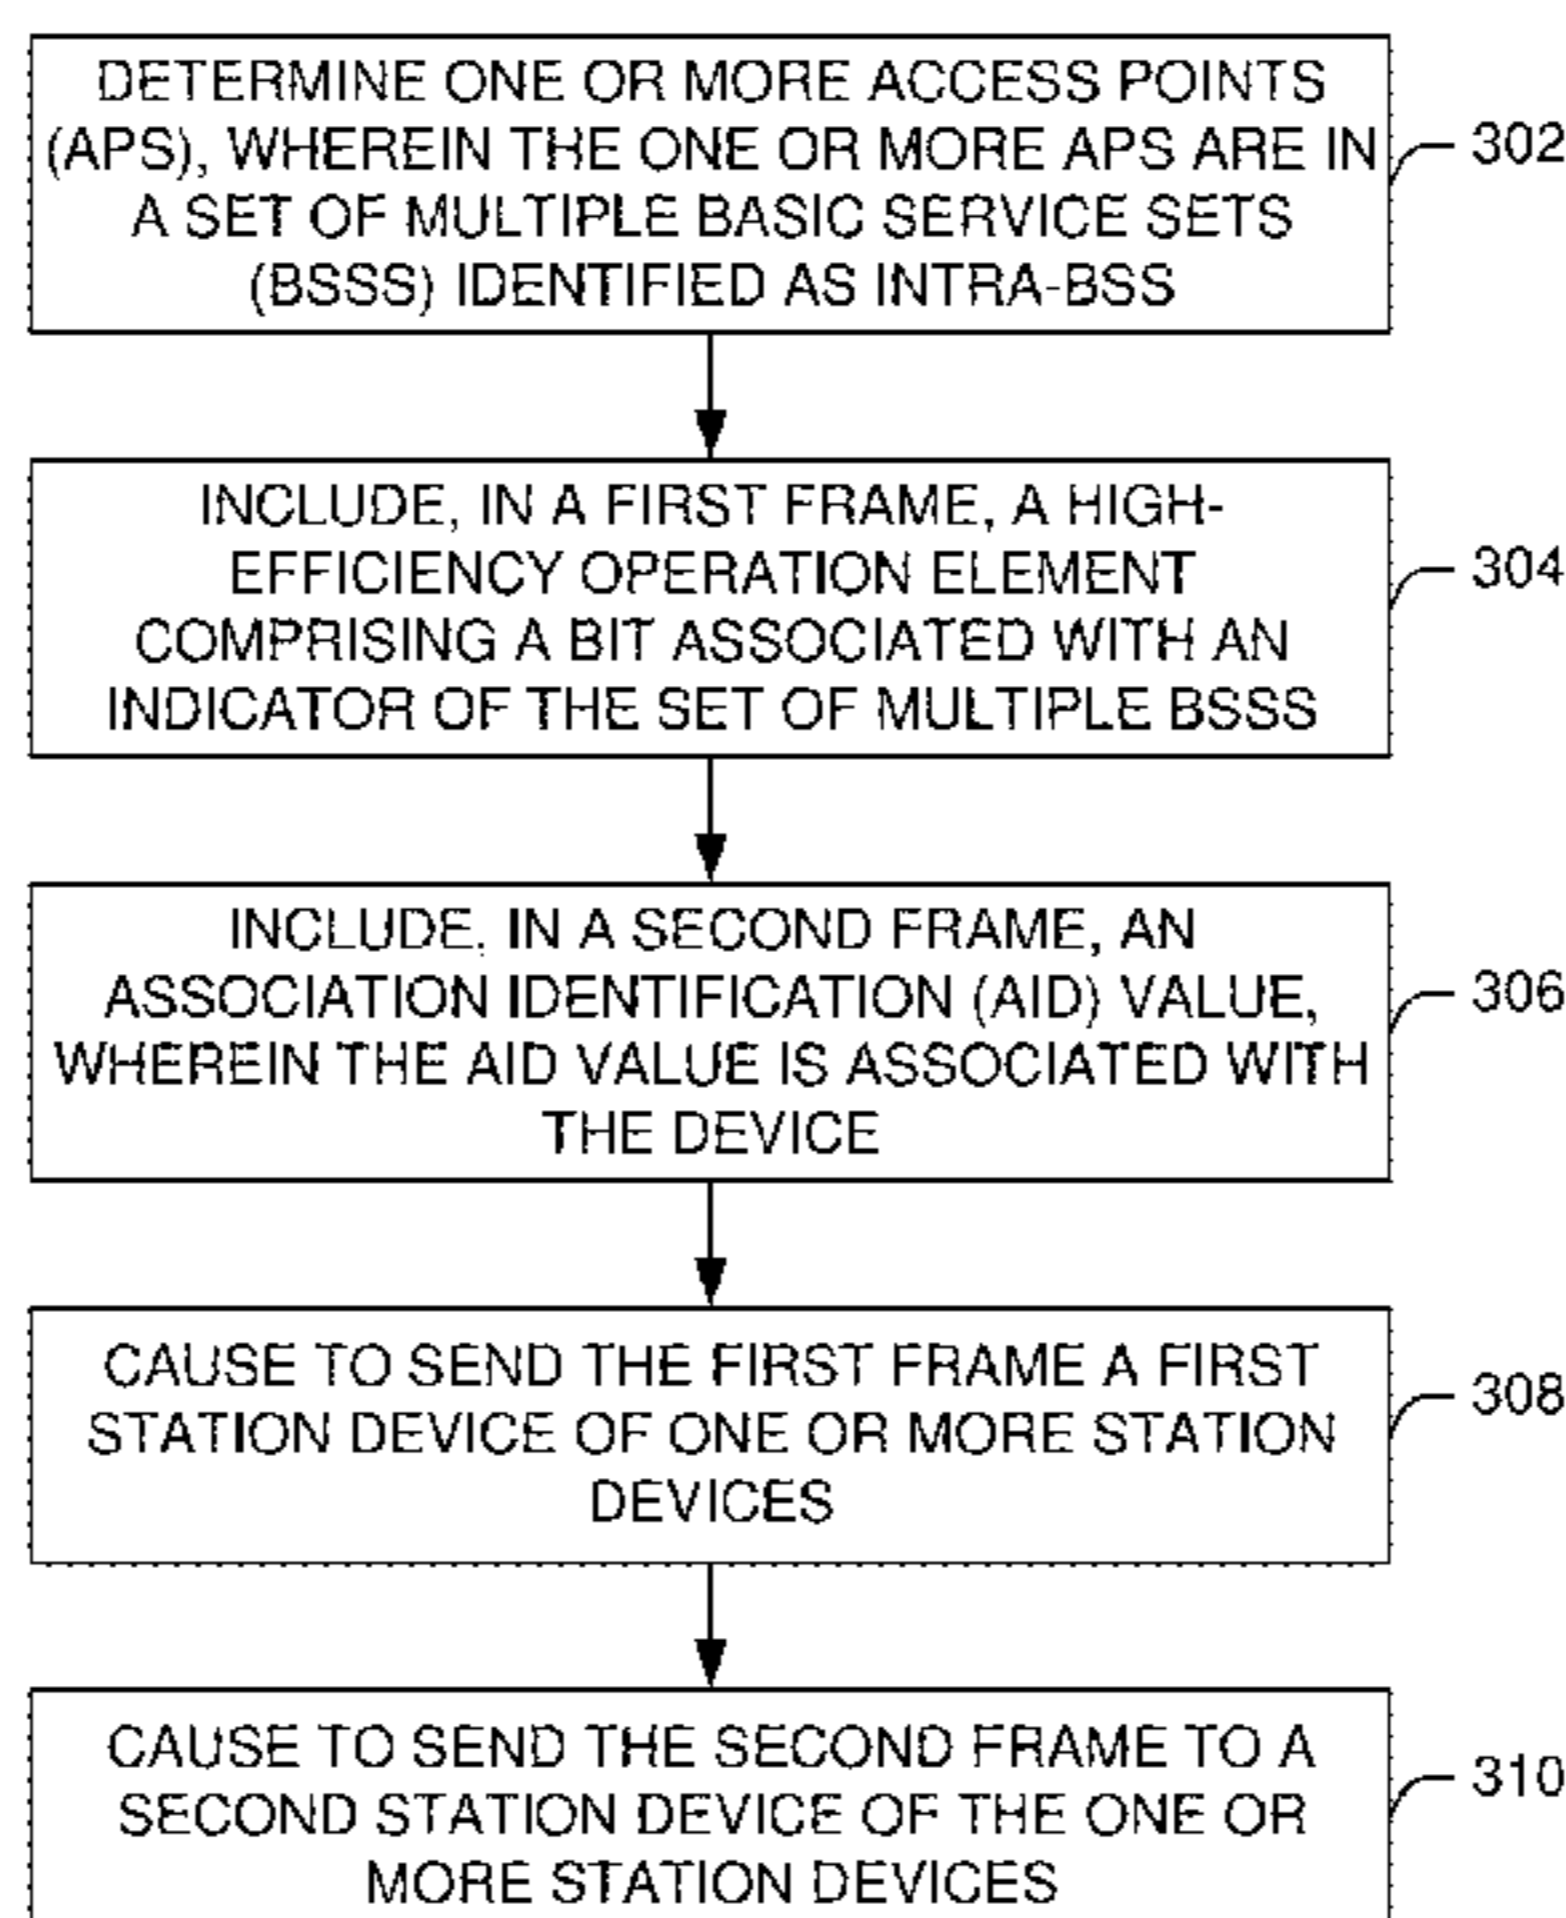 DETERMINE ONE OR MORE ACCESS POINTS
(APS), WHEREIN THE ONE OR MORE APS ARE IN
A SET OF MULTIPLE BASIC SERVICE SETS
(BSSS) IDENTIFIED AS INTRA-BSS
302
INCLUDE, IN A FIRST FRAME, A HIGH-
EFFICIENCY OPERATION ELEMENT
COMPRISING A BIT ASSOCIATED WITH AN
INDICATOR OF THE SET OF MULTIPLE BSSS
304
INCLUDE, IN A SECOND FRAME, AN
ASSOCIATION IDENTIFICATION (AID) VALUE,
WHEREIN THE AID VALUE IS ASSOCIATED WITH
THE DEVICE
306
CAUSE TO SEND THE FIRST FRAME A FIRST
STATION DEVICE OF ONE OR MORE STATION
DEVICES
308
CAUSE TO SEND THE SECOND FRAME TO A
SECOND STATION DEVICE OF THE ONE OR
MORE STATION DEVICES
310